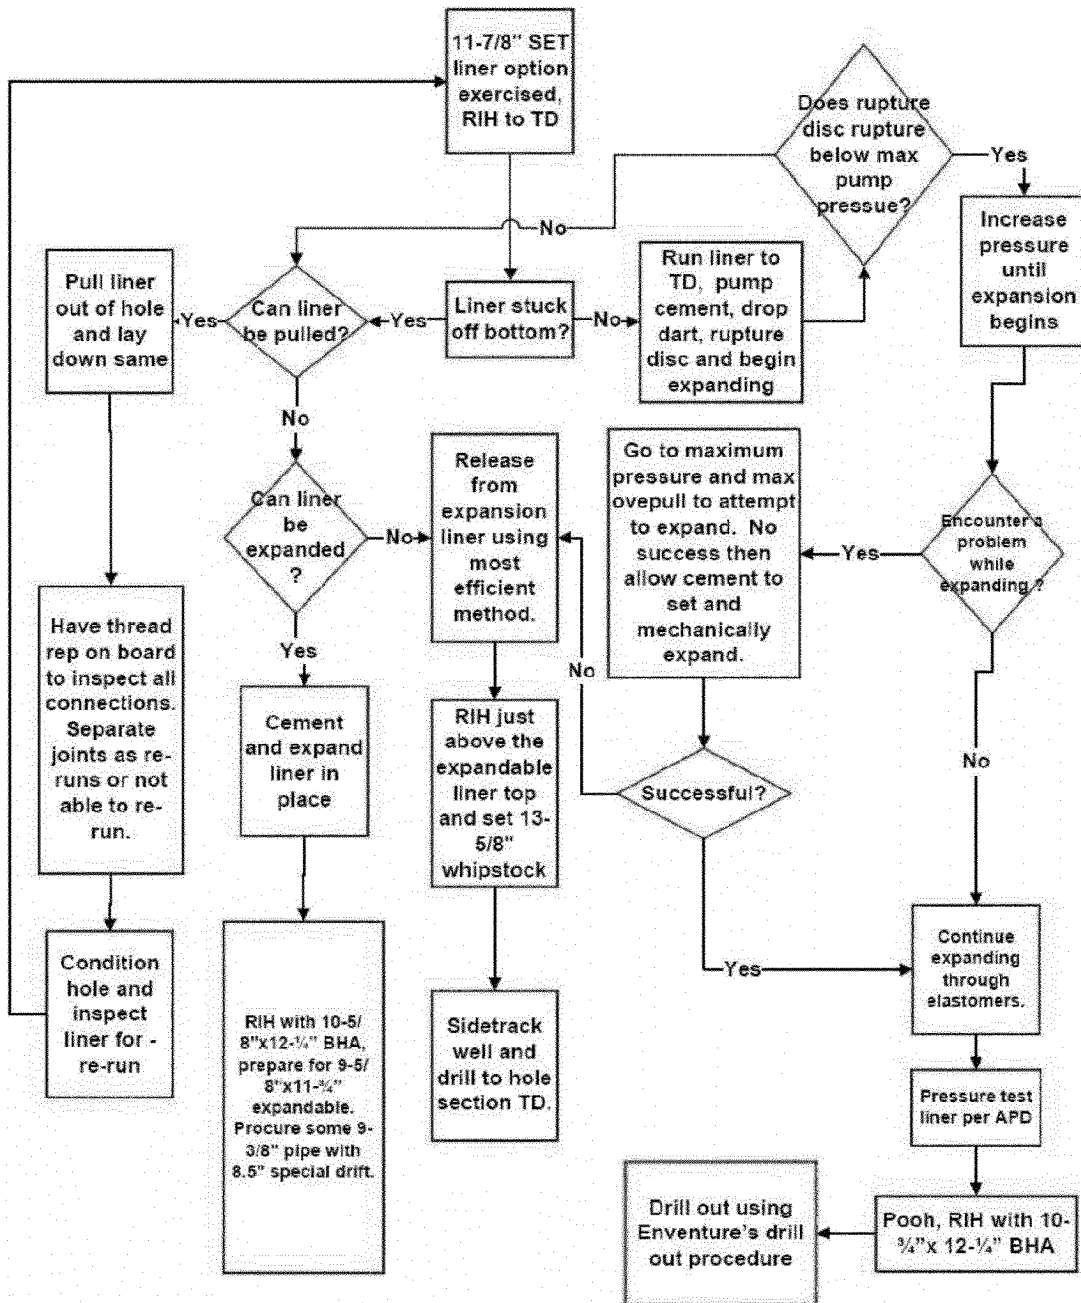 11-7/8" SET
liner option
exercised,
RIH to TD
Does rupture
disc rupture
below max
pump
pressue?
Yes
No
Increase
pressure
until
expansion
begins
Pull liner
out of hole
and lay
down same
Yes
Can liner
be pulled?
Yes
Liner stuck
off bottom?
No
Run liner to
TD, pump
cement, drop
dart, rupture
disc and begin
expanding
No
Can liner
be
expanded
?
No
Release
from
expansion
liner using
most
efficient
method.
Go to maximum
pressure and max
ovepull to attempt
to expand. No
success then
allow cement to
set and
mechanically
expand.
Yes
Encounter a
problem
while
expanding ?
Have thread
rep on board
to inspect all
connections.
Separate
joints as re-
runs or not
able to re-
run.
Yes
Cement
and expand
liner in
place
RIH just
above the
expandable
liner top
and set 13-
5/8"
whipstock
No
Successful?
No
Condition
hole and
inspect
liner for -
re-run
RIH with 10-5/
8"x12-¼" BHA,
prepare for 9-5/
8"x11-¾"
expandable.
Procure some 9-
3/8" pipe with
8.5" special drift.
Sidetrack
well and
drill to hole
section TD.
Yes
Continue
expanding
through
elastomers.
Pressure test
liner per APD
Drill out using
Enventure's drill
out procedure
Pooh, RIH with 10-
¾"x 12-¼" BHA